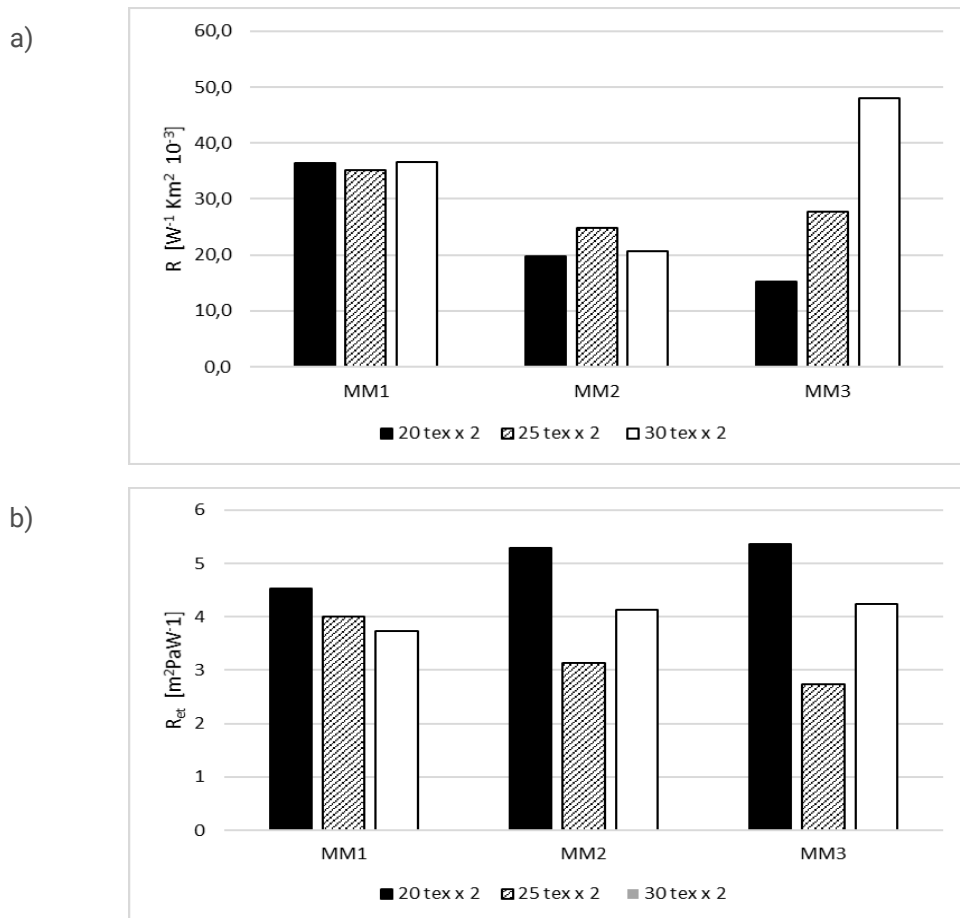 a)
60,0
50,0
40,0
30,0
20,0
10,0
0,0
R [W⁻¹ Km² 10⁻³]
MM1 MM2 MM3
20 tex x 2 25 tex x 2 30 tex x 2
b)
6
5
4
3
2
1
0
Rₑₜ [m²PaW⁻1]
MM1 MM2 MM3
20 tex x 2 25 tex x 2 30 tex x 2